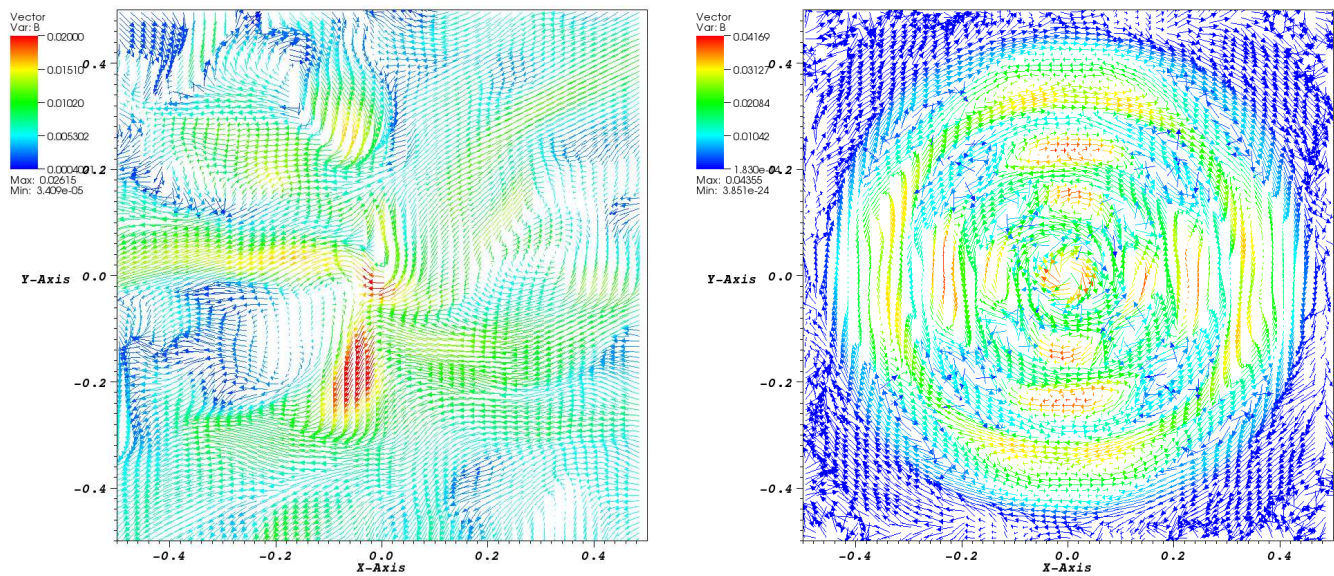 Vector
Var: B
0.02000
0.01510
0.01020
0.005302
Max: 0.02615
Min: 3.409e-05
0.4
0.2
Y-Axis 0.0
-0.2
-0.4
-0.4 -0.2 0.0 0.2 0.4
X-Axis
Vector
Var: B
0.04169
0.03127
0.02084
0.01042
Max: 0.04355
Min: 3.851e-24
0.4
Y-Axis 0.0
-0.2
-0.4
-0.4 -0.2 0.0 0.2 0.4
X-Axis